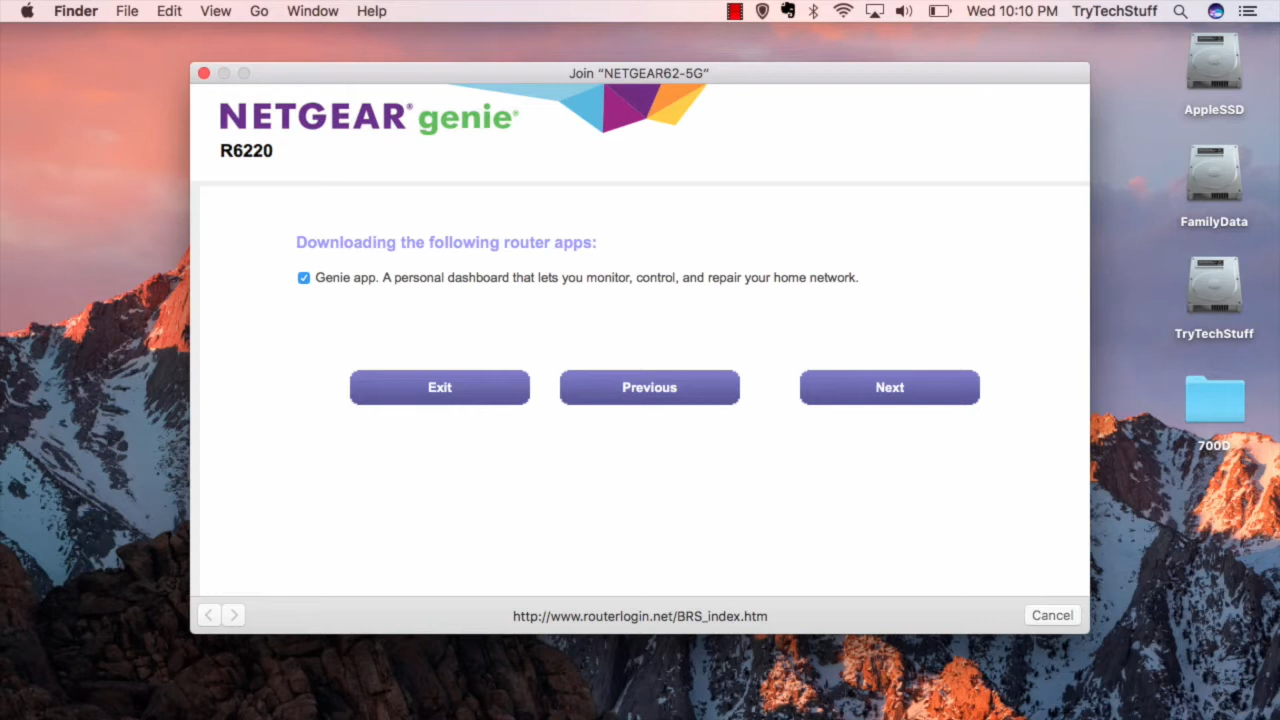 Finder File Edit View Go Window Help Wed 10:10 PM TryTechStuff
Join “NETGEAR62-5G”
NETGEAR® genie®
R6220
Downloading the following router apps:
Genie app. A personal dashboard that lets you monitor, control, and repair your home network.
Exit Previous Next
http://www.routerlogin.net/BRS_index.htm Cancel
AppleSSD
FamilyData
TryTechStuff
700D